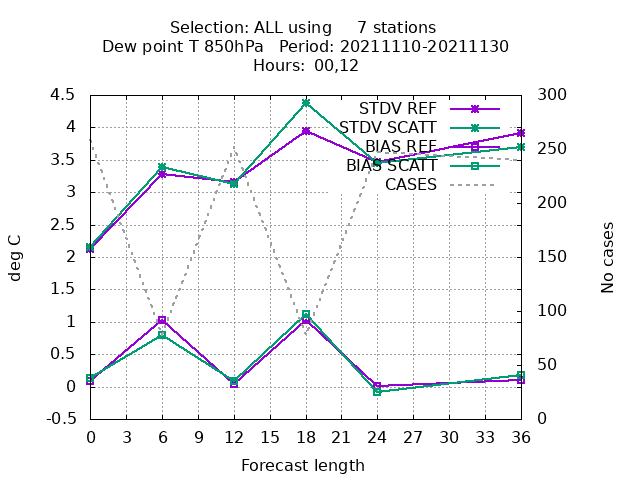 Selection: ALL using     7 stations
Dew point T 850hPa   Period: 20211110-20211130
Hours: 00,12
4.5
4
3.5
3
2.5
2
1.5
1
0.5
0
-0.5
deg C
300
250
200
150
100
50
0
No cases
STDV REF
STDV SCATT
BIAS REF
BIAS SCATT
CASES
0 3 6 9 12 15 18 21 24 27 30 33 36
Forecast length